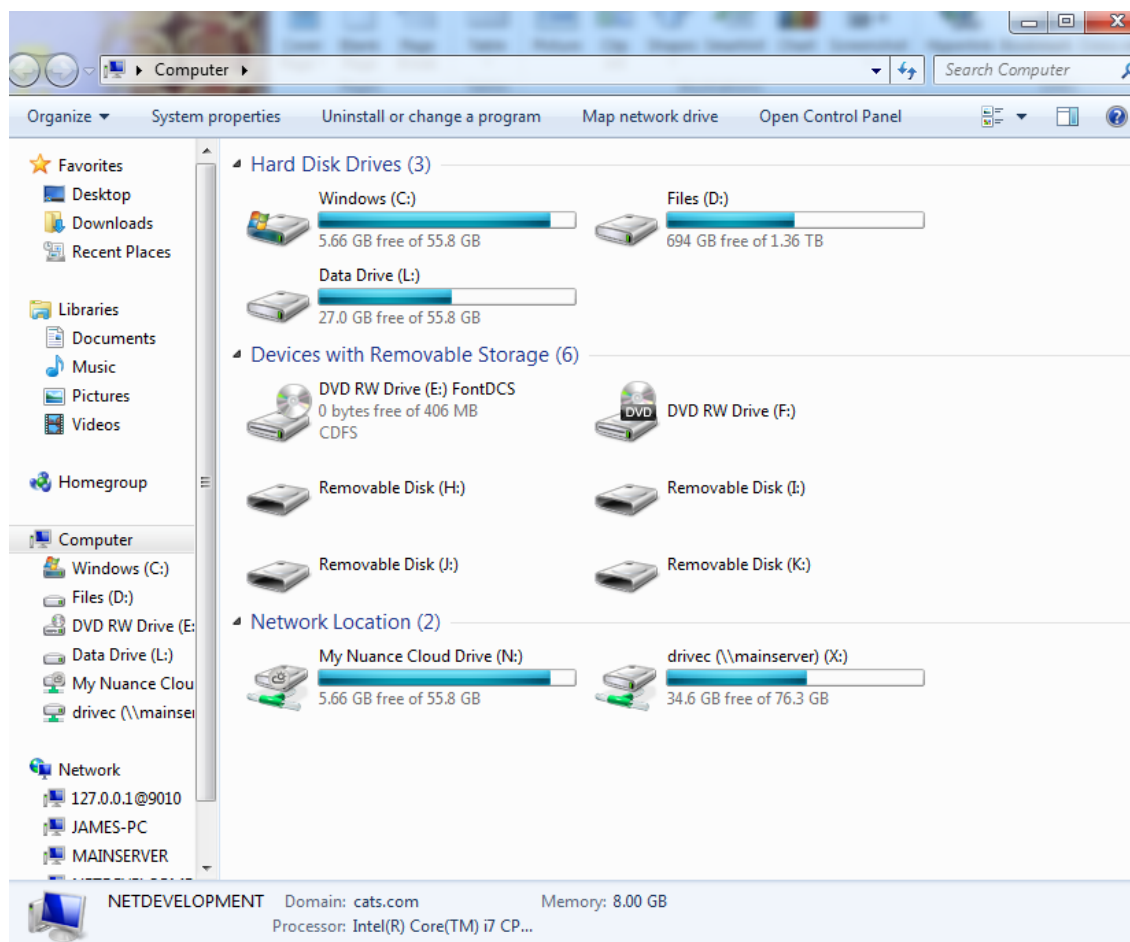 Computer
Search Computer
Organize System properties Uninstall or change a program Map network drive Open Control Panel
Favorites
Desktop
Downloads
Recent Places
Libraries
Documents
Music
Pictures
Videos
Homegroup
Computer
Windows (C:)
Files (D:)
DVD RW Drive (E:
Data Drive (L:)
My Nuance Clou
drivec (\\mainser
Network
127.0.0.1@9010
JAMES-PC
MAINSERVER
Hard Disk Drives (3)
Windows (C:)
5.66 GB free of 55.8 GB
Files (D:)
694 GB free of 1.36 TB
Data Drive (L:)
27.0 GB free of 55.8 GB
Devices with Removable Storage (6)
DVD RW Drive (E:) FontDCS
0 bytes free of 406 MB
CDFS
DVD
DVD RW Drive (F:)
Removable Disk (H:)
Removable Disk (I:)
Removable Disk (J:)
Removable Disk (K:)
Network Location (2)
My Nuance Cloud Drive (N:)
5.66 GB free of 55.8 GB
drivec (\\mainserver) (X:)
34.6 GB free of 76.3 GB
NETDEVELOPMENT Domain: cats.com Memory: 8.00 GB
Processor: Intel(R) Core(TM) i7 CP...